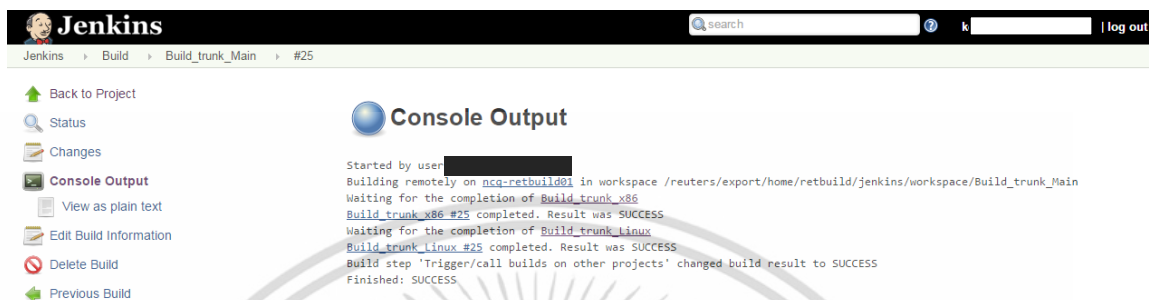 Jenkins
search
k
| log out
Jenkins Build Build_trunk_Main #25
Back to Project
Status
Changes
Console Output
View as plain text
Edit Build Information
Delete Build
Previous Build
Console Output
Started by user
Building remotely on ncq-retbuild01 in workspace /reuters/export/home/retbuild/jenkins/workspace/Build_trunk_Main
Waiting for the completion of Build_trunk_x86
Build_trunk_x86 #25 completed. Result was SUCCESS
Waiting for the completion of Build_trunk_Linux
Build_trunk_Linux #25 completed. Result was SUCCESS
Build step 'Trigger/call builds on other projects' changed build result to SUCCESS
Finished: SUCCESS